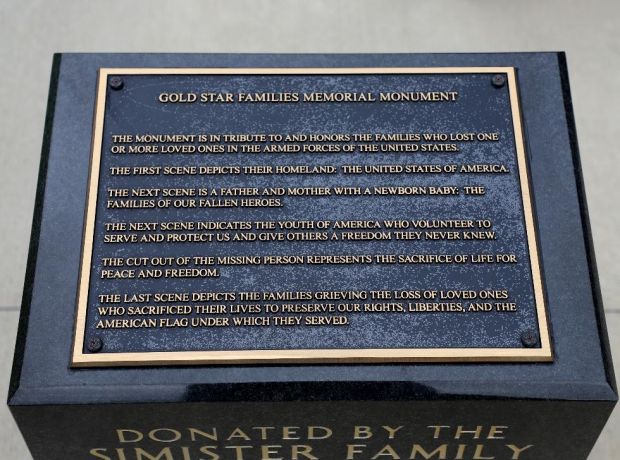 GOLD STAR FAMILIES MEMORIAL MONUMENT
THE MONUMENT IS IN TRIBUTE TO AND HONORS THE FAMILIES WHO LOST ONE
OR MORE LOVED ONES IN THE ARMED FORCES OF THE UNITED STATES.
THE FIRST SCENE DEPICTS THEIR HOMELAND: THE UNITED STATES OF AMERICA.
THE NEXT SCENE IS A FATHER AND MOTHER WITH A NEWBORN BABY: THE
FAMILIES OF OUR FALLEN HEROES.
THE NEXT SCENE INDICATES THE YOUTH OF AMERICA WHO VOLUNTEER TO
SERVE AND PROTECT US AND GIVE OTHERS A FREEDOM THEY NEVER KNEW.
THE CUT OUT OF THE MISSING PERSON REPRESENTS THE SACRIFICE OF LIFE FOR
PEACE AND FREEDOM.
THE LAST SCENE DEPICTS THE FAMILIES GRIEVING THE LOSS OF LOVED ONES
WHO SACRIFICED THEIR LIVES TO PRESERVE OUR RIGHTS, LIBERTIES, AND THE
AMERICAN FLAG UNDER WHICH THEY SERVED.
DONATED BY THE
SIMISTER FAMILY